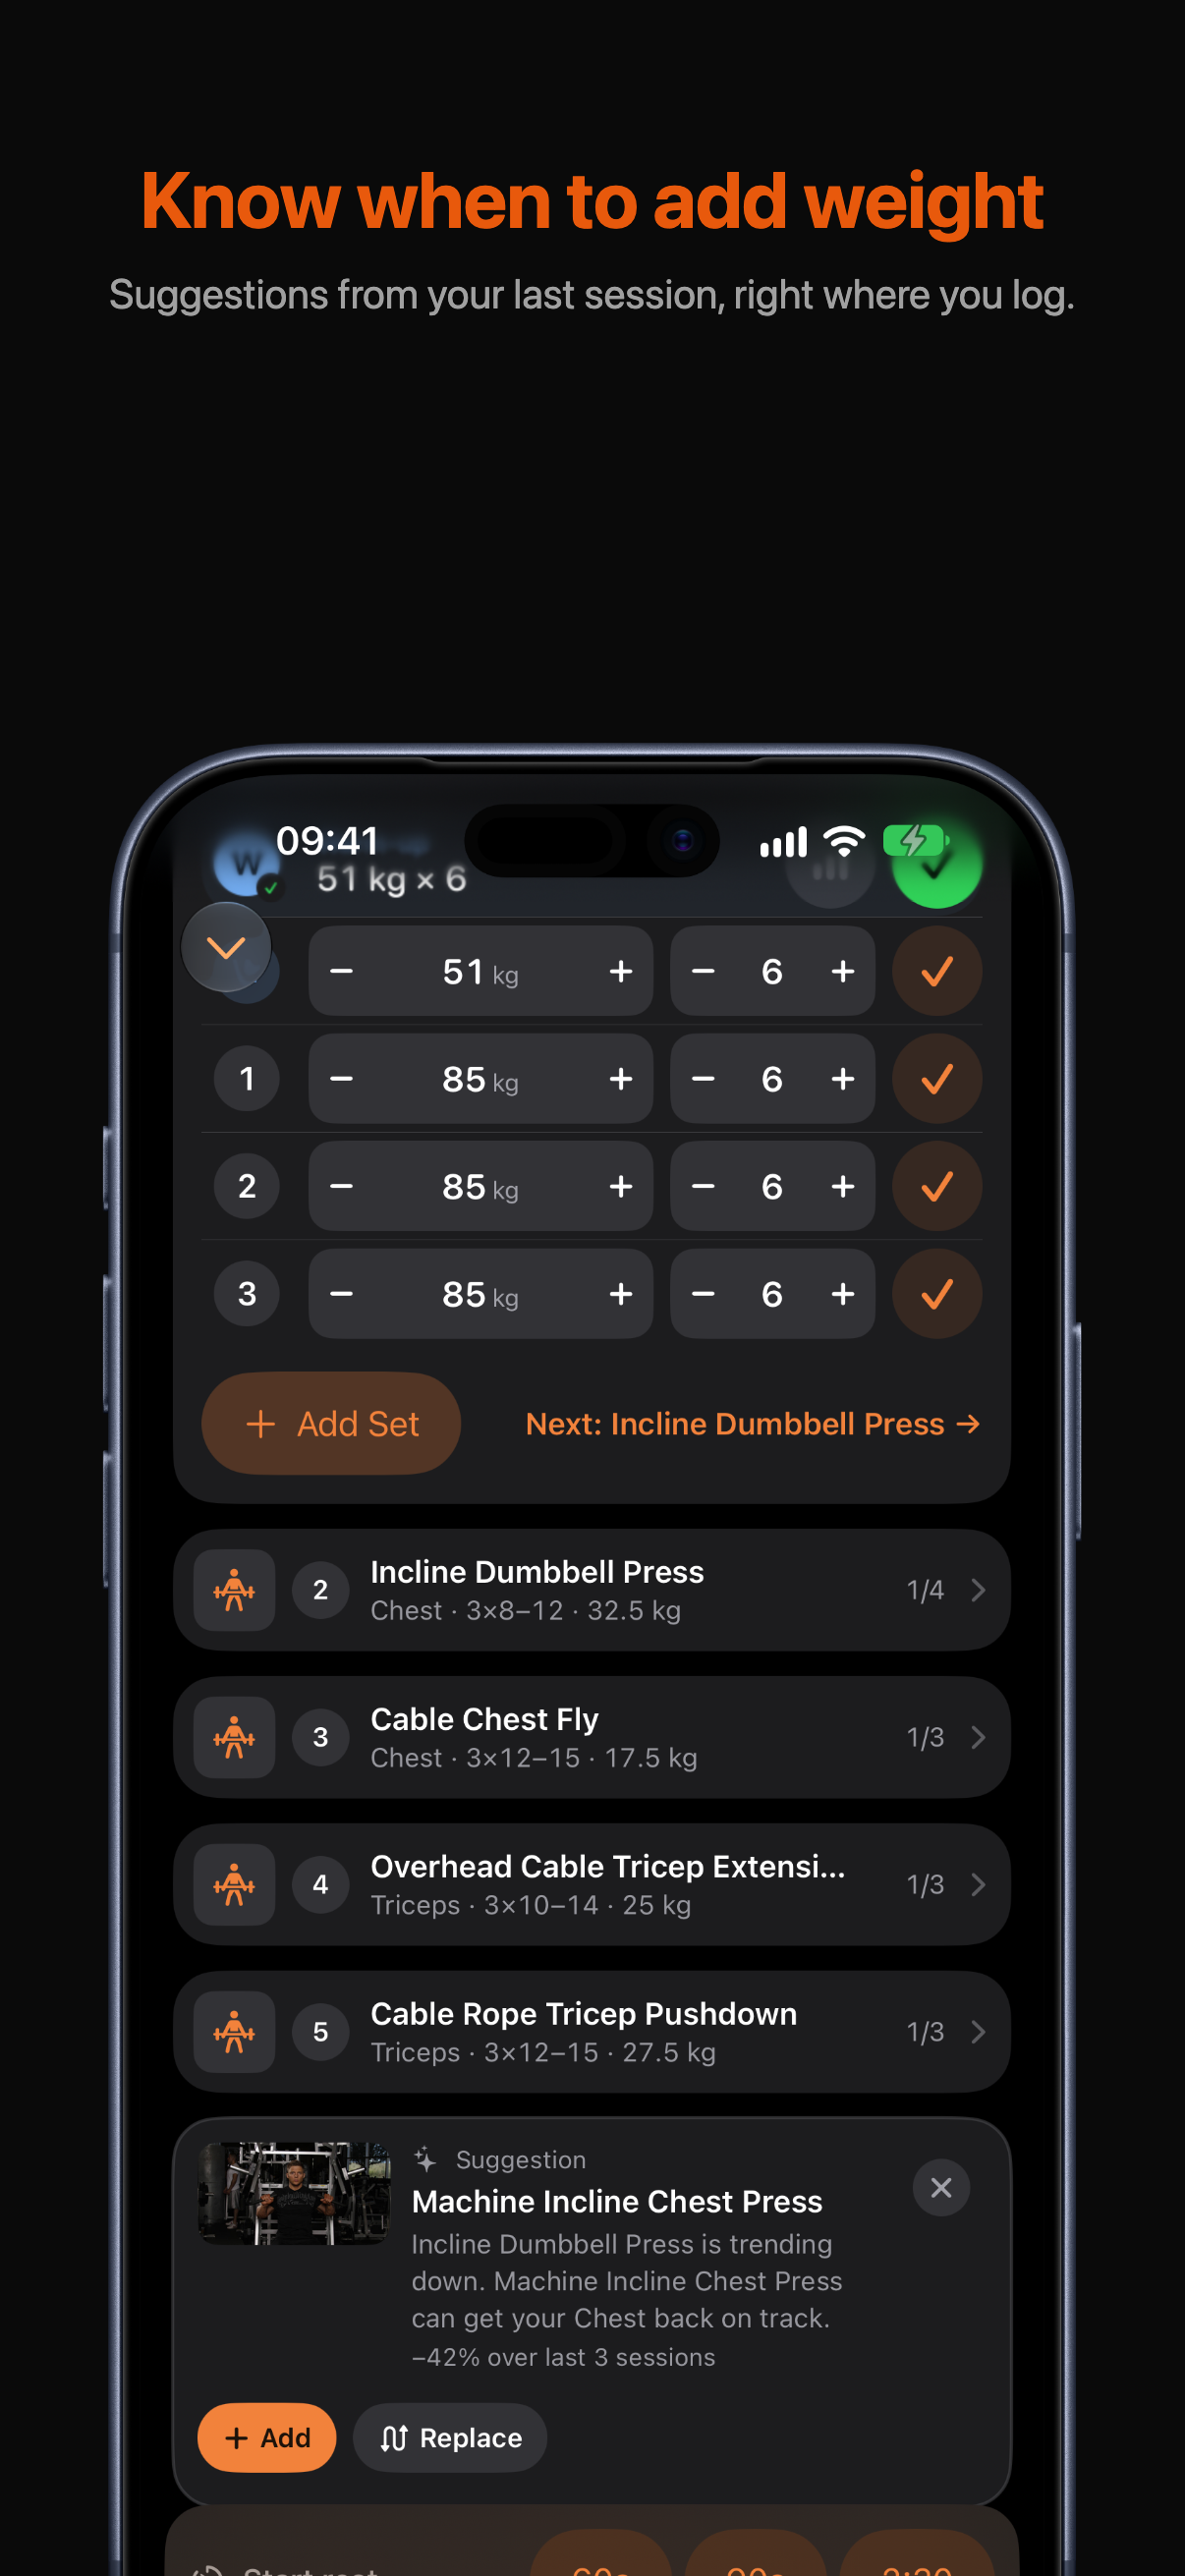 Know when to add weight
Suggestions from your last session, right where you log.
09:41
W
51 kg × 6
51 kg
6
1
85 kg
6
2
85 kg
6
3
85 kg
6
Add Set
Next: Incline Dumbbell Press →
2
Incline Dumbbell Press
Chest · 3×8–12 · 32.5 kg
1/4
3
Cable Chest Fly
Chest · 3×12–15 · 17.5 kg
1/3
4
Overhead Cable Tricep Extensi...
Triceps · 3×10–14 · 25 kg
1/3
5
Cable Rope Tricep Pushdown
Triceps · 3×12–15 · 27.5 kg
1/3
Suggestion
Machine Incline Chest Press
Incline Dumbbell Press is trending
down. Machine Incline Chest Press
can get your Chest back on track.
−42% over last 3 sessions
+ Add
Replace